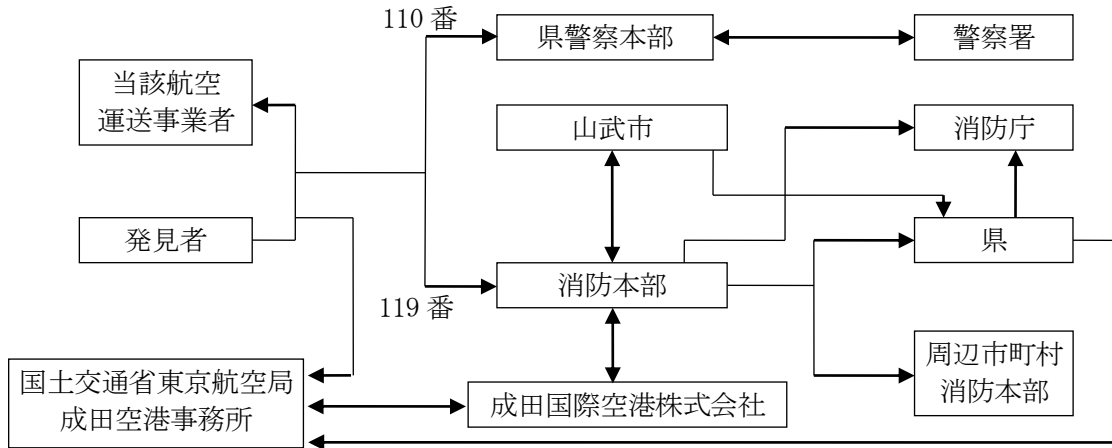 110 番
県警察本部
警察署
当該航空
運送事業者
山武市
消防庁
発見者
県
消防本部
119 番
周辺市町村
消防本部
国土交通省東京航空局
成田空港事務所
成田国際空港株式会社